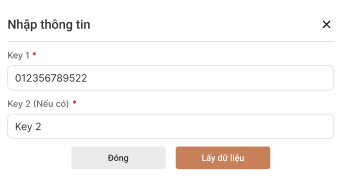 Nhập thông tin
Key 1 *
012356789522
Key 2 (Nếu có) *
Key 2
Đóng
Lấy dữ liệu